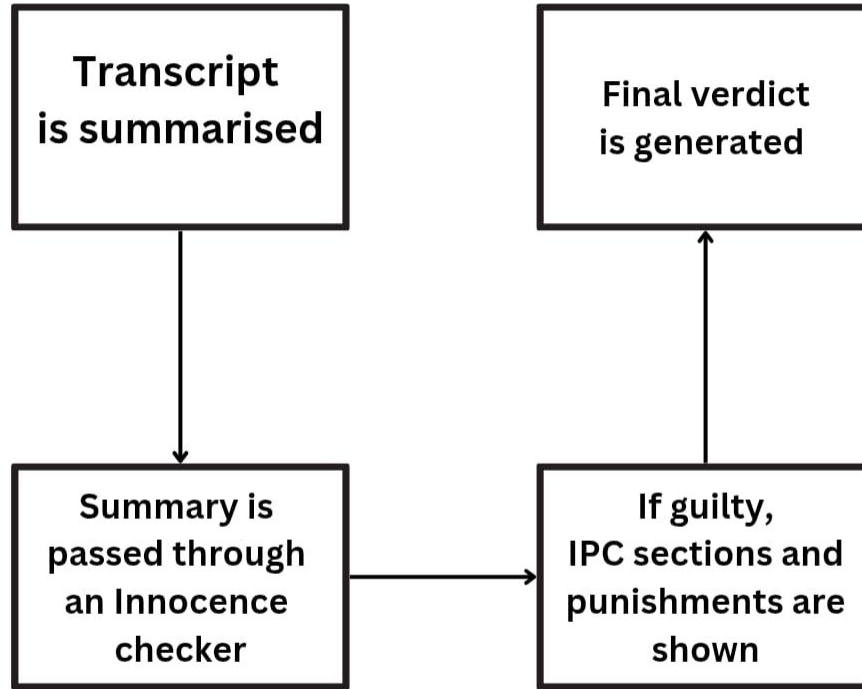 Transcript
is summarised
Summary is
passed through
an Innocence
checker
If guilty,
IPC sections and
punishments are
shown
Final verdict
is generated